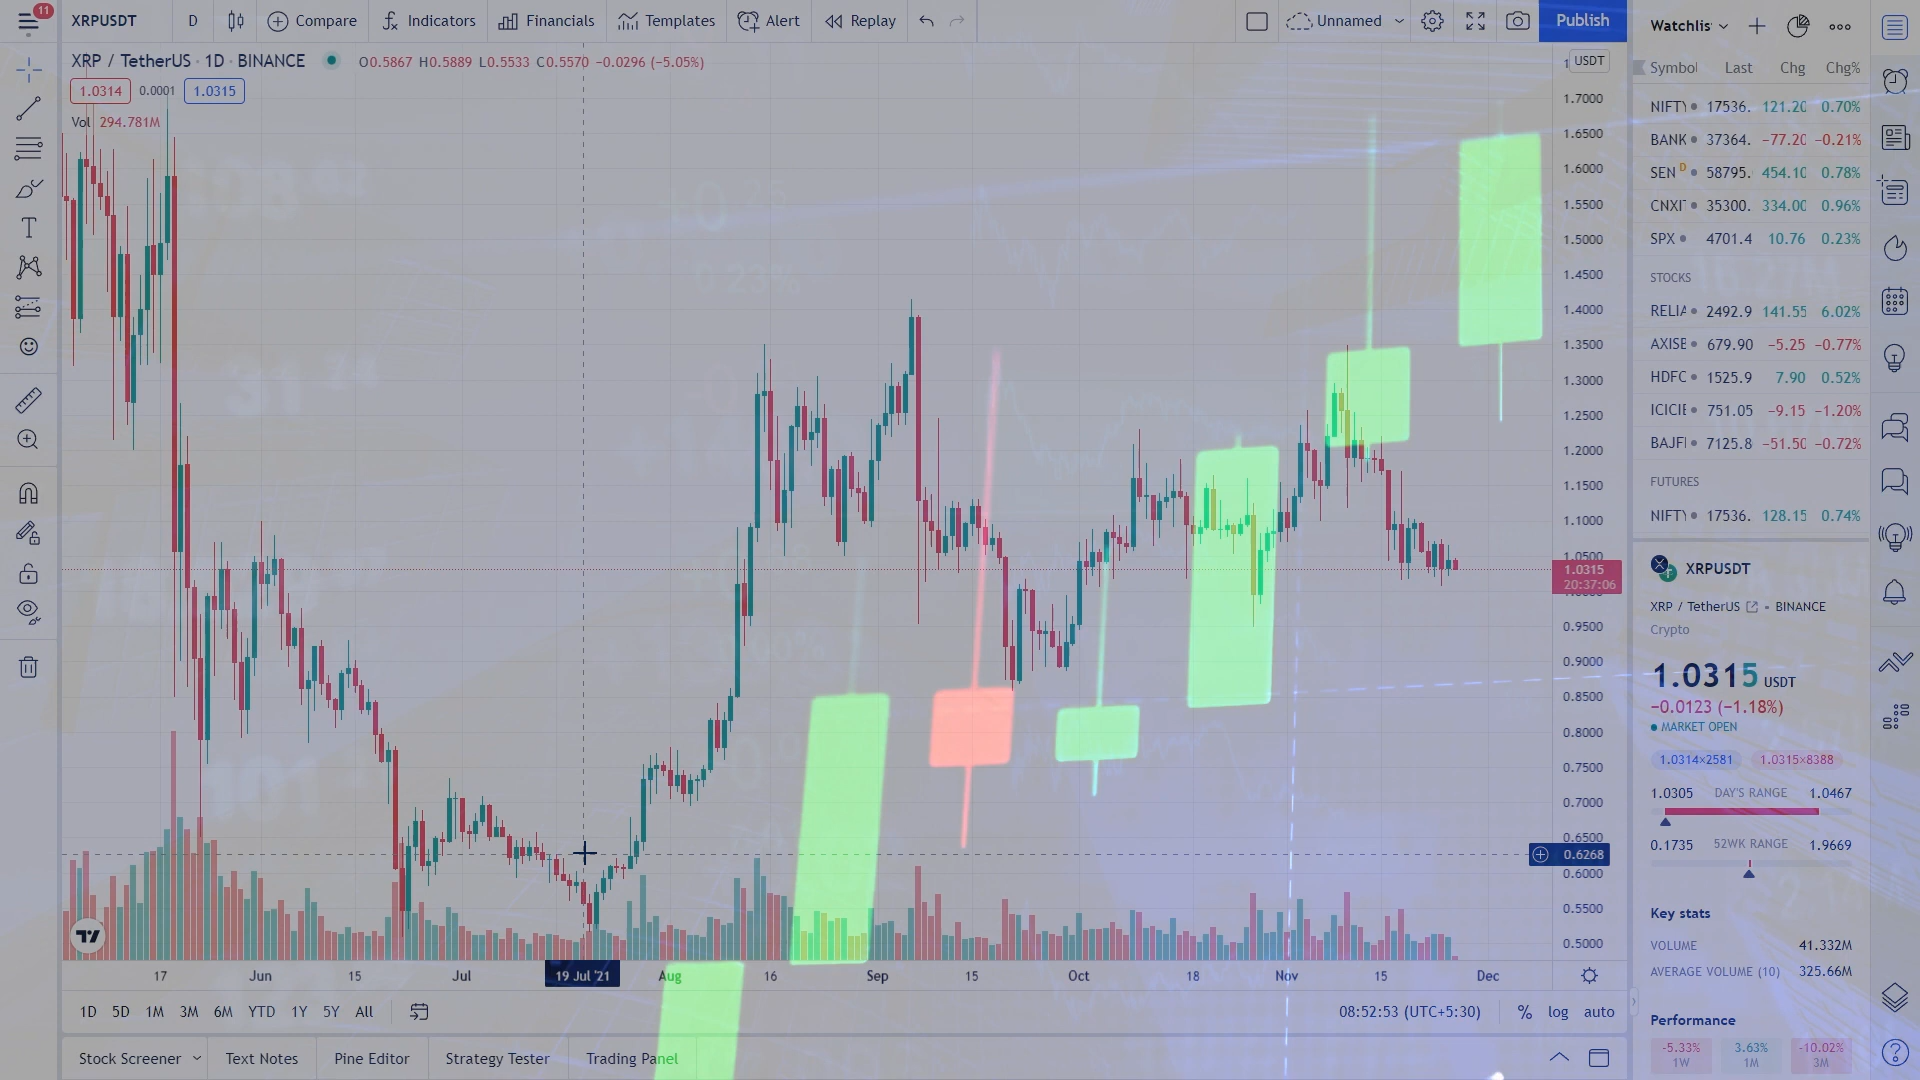 11
XRPUSDT
D
Compare
Indicators
Financials
Templates
Alert
Replay
Unnamed
Publish
XRP / TetherUS · 1D · BINANCE
O0.5867 H0.5889 L0.5533 C0.5570 −0.0296 (−5.05%)
1.0314 0.0001 1.0315
Vol 294.781M
USDT
1.7000
1.6500
1.6000
1.5500
1.5000
1.4500
1.4000
1.3500
1.3000
1.2500
1.2000
1.1500
1.1000
1.0500
1.0315
20:37:06
0.9500
0.9000
0.8500
0.8000
0.7500
0.7000
0.6500
0.6268
0.6000
0.5500
0.5000
17 Jun 15 Jul 19 Jul '21 Aug 16 Sep 15 Oct 18 Nov 15 Dec
1D 5D 1M 3M 6M YTD 1Y 5Y All
08:52:53 (UTC+5:30) % log auto
Stock Screener Text Notes Pine Editor Strategy Tester Trading Panel
Watchlis
Symbol Last Chg Chg%
NIFTY 17536. 121.20 0.70%
BANK 37364. −77.20 −0.21%
SEN D 58795. 454.10 0.78%
CNXIT 35300. 334.00 0.96%
SPX 4701.4 10.76 0.23%
STOCKS
RELIA 2492.9 141.55 6.02%
AXISB 679.90 −5.25 −0.77%
HDFC 1525.9 7.90 0.52%
ICICIB 751.05 −9.15 −1.20%
BAJFI 7125.8 −51.50 −0.72%
FUTURES
NIFTY 17536. 128.15 0.74%
XRPUSDT
XRP / TetherUS • BINANCE
Crypto
1.0315 USDT
−0.0123 (−1.18%)
MARKET OPEN
1.0314×2581 1.0315×8388
1.0305 DAY'S RANGE 1.0467
0.1735 52WK RANGE 1.9669
Key stats
VOLUME 41.332M
AVERAGE VOLUME (10) 325.66M
Performance
-5.33% 3.63% -10.02%
1W 1M 3M